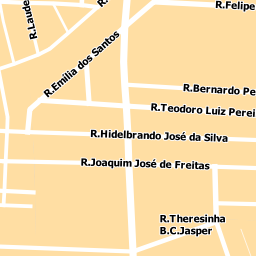 R.
R.Felipe
R.Laude
R.Emilia dos Santos
R.Bernardo Pe
R.Teodoro Luiz Perei
R.Hidelbrando José da Silva
R.Joaquim José de Freitas
R.Theresinha
B.C.Jasper